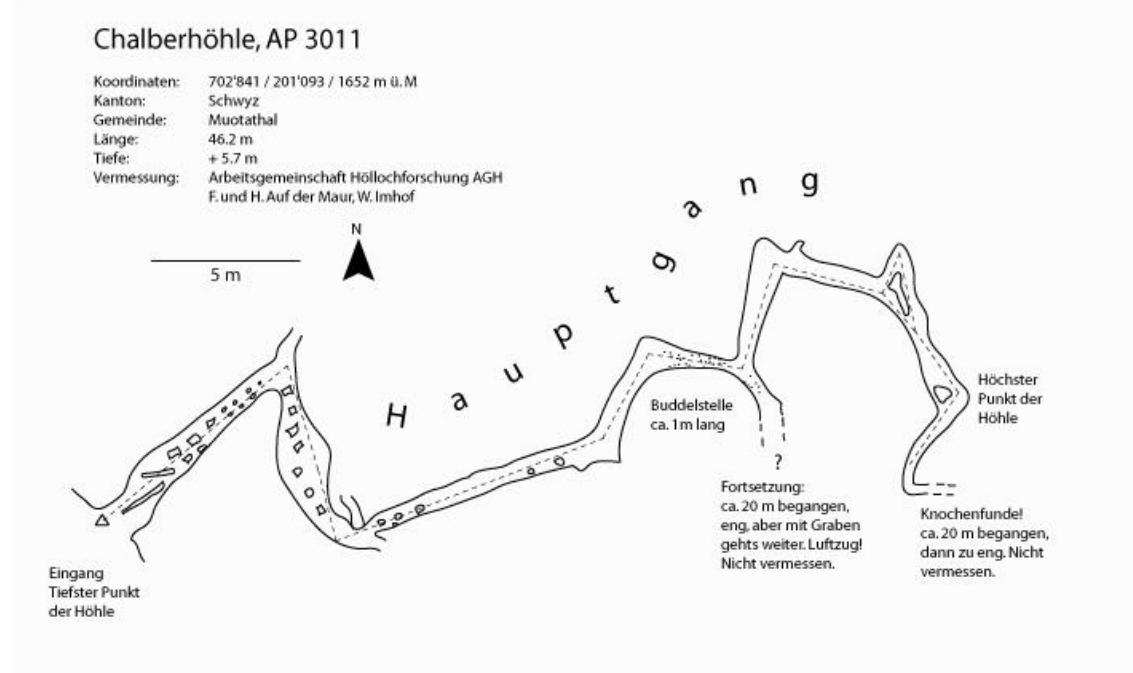 Chalberhöhle, AP 3011
Koordinaten: 702'841 / 201'093 / 1652 m ü. M
Kanton: Schwyz
Gemeinde: Muotathal
Länge: 46.2 m
Tiefe: + 5.7 m
Vermessung: Arbeitsgemeinschaft Höllochforschung AGH
F. und H. Auf der Maur, W. Imhof
N
5 m
Hauptgang
Höchster
Punkt der
Höhle
Buddelstelle
ca. 1m lang
?
Fortsetzung:
ca. 20 m begangen,
eng, aber mit Graben
gehts weiter. Luftzug!
Nicht vermessen.
Knochenfunde!
ca. 20 m begangen,
dann zu eng. Nicht
vermessen.
Eingang
Tiefster Punkt
der Höhle